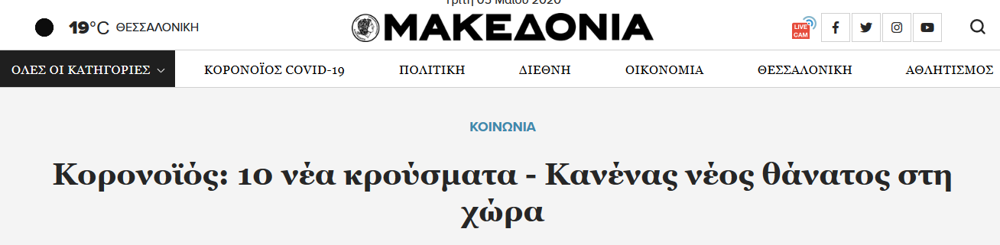 Τρίτη 05 Μαΐου 2020
19°C ΘΕΣΣΑΛΟΝΙΚΗ
ΜΑΚΕΔΟΝΙΑ
LIVE
CAM
ΟΛΕΣ ΟΙ ΚΑΤΗΓΟΡΙΕΣ ΚΟΡΟΝΟΪΟΣ COVID-19 ΠΟΛΙΤΙΚΗ ΔΙΕΘΝΗ ΟΙΚΟΝΟΜΙΑ ΘΕΣΣΑΛΟΝΙΚΗ ΑΘΛΗΤΙΣΜΟΣ
ΚΟΙΝΩΝΙΑ
Κορονοϊός: 10 νέα κρούσματα - Κανένας νέος θάνατος στη
χώρα